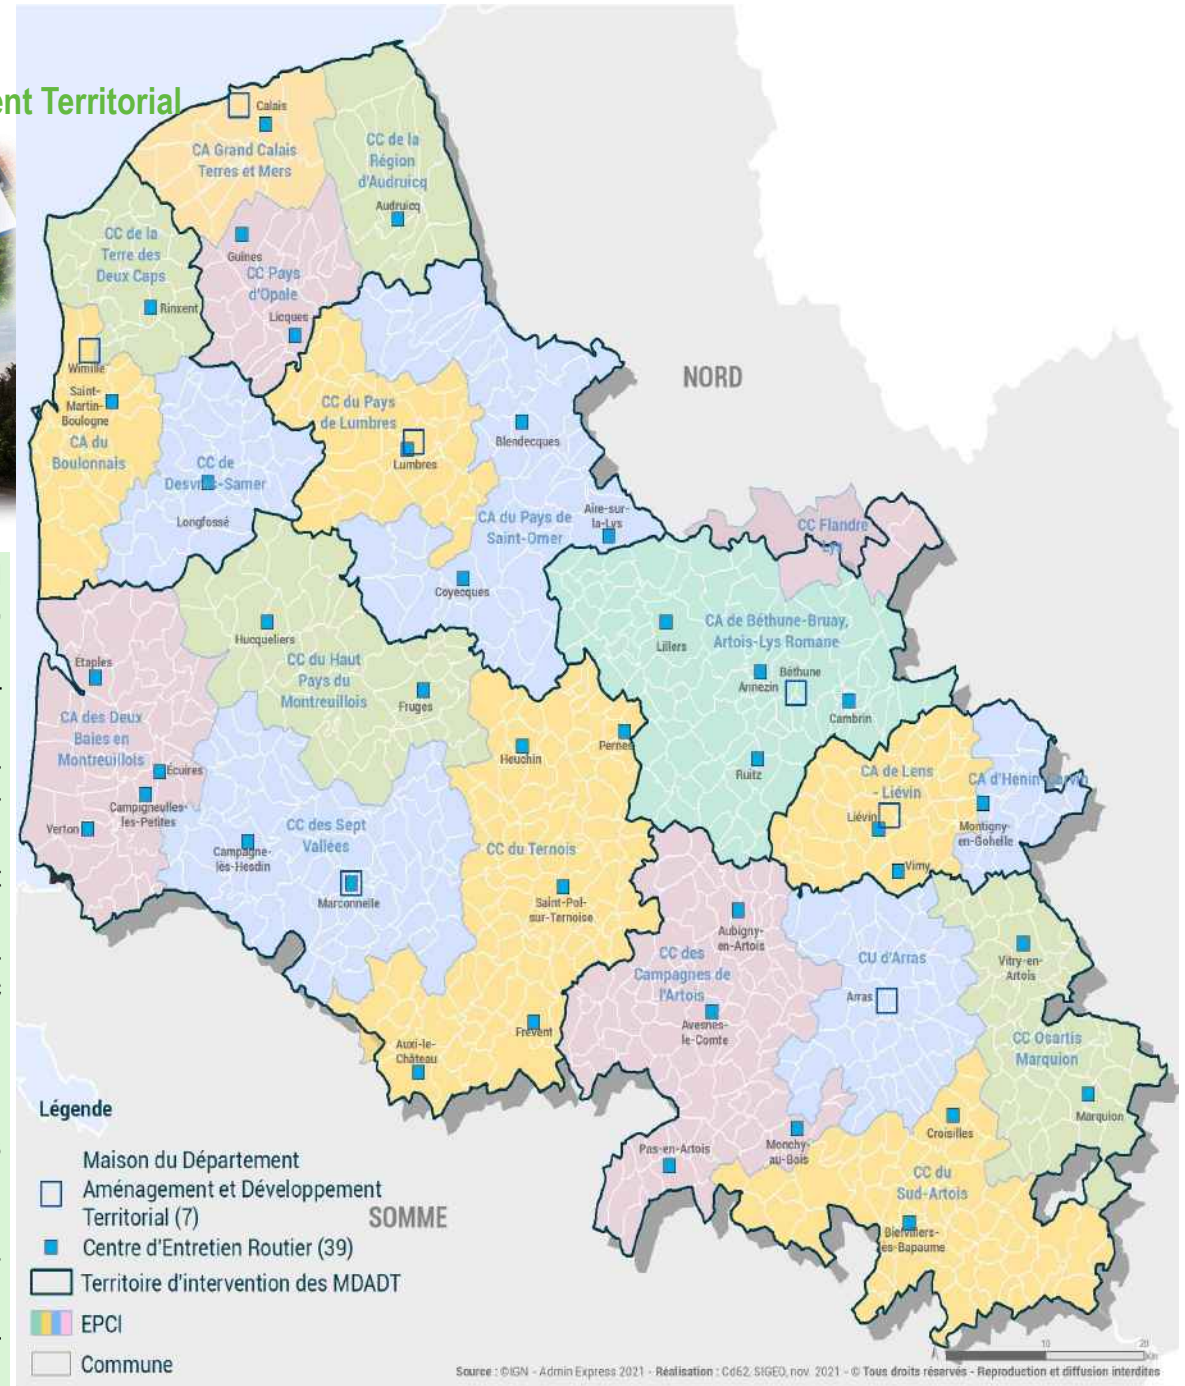 ent Territorial
Calais
CA Grand Calais
Terres et Mers
CC de la
Région
d'Audruicq
Audruicq
CC de la
Terre des
Deux Caps
Guînes
CC Pays
d'Opale
Rinxent
Licques
Wimille
Saint-
Martin-
Boulogne
CA du
Boulonnais
CC du Pays
de Lumbres
Lumbres
NORD
Blendecques
CC de
Desvres-Samer
Longfossé
CA du Pays de
Saint-Omer
Aire-sur-
la-Lys
CC Flandre
Lys
Coyecques
Hucqueliers
CC du Haut
Pays du
Montreuillois
Fruges
Lillers
CA de Béthune-Bruay,
Artois-Lys Romane
Annezin
Béthune
Cambrin
Ruitz
Etaples
CA des Deux
Baies en
Montreuillois
Écuires
Campigneulles-
les-Petites
Verton
Heuchin
Pernes
CA de Lens
- Liévin
Liévin
CA d'Henin-Carvin
Montigny-
en-Gohelle
Vimy
Campagne-
lès-Hesdin
CC des Sept
Vallées
Marconnelle
CC du Ternois
Saint-Pol-
sur-Ternoise
Aubigny-
en-Artois
CC des
Campagnes de
l'Artois
CU d'Arras
Arras
Vitry-en-
Artois
Avesnes-
le-Comte
Frévent
Auxi-le-
Château
CC Osartis
Marquion
Marquion
Croisilles
Monchy-
au-Bois
Pas-en-Artois
CC du
Sud-Artois
Biefvillers-
lès-Bapaume
SOMME
Légende
Maison du Département
Aménagement et Développement
Territorial (7)
Centre d'Entretien Routier (39)
Territoire d'intervention des MDADT
EPCI
Commune
10 20
Source : ©IGN - Admin Express 2021 - Réalisation : Cd62, SIGEO, nov. 2021 - © Tous droits réservés - Reproduction et diffusion interdites